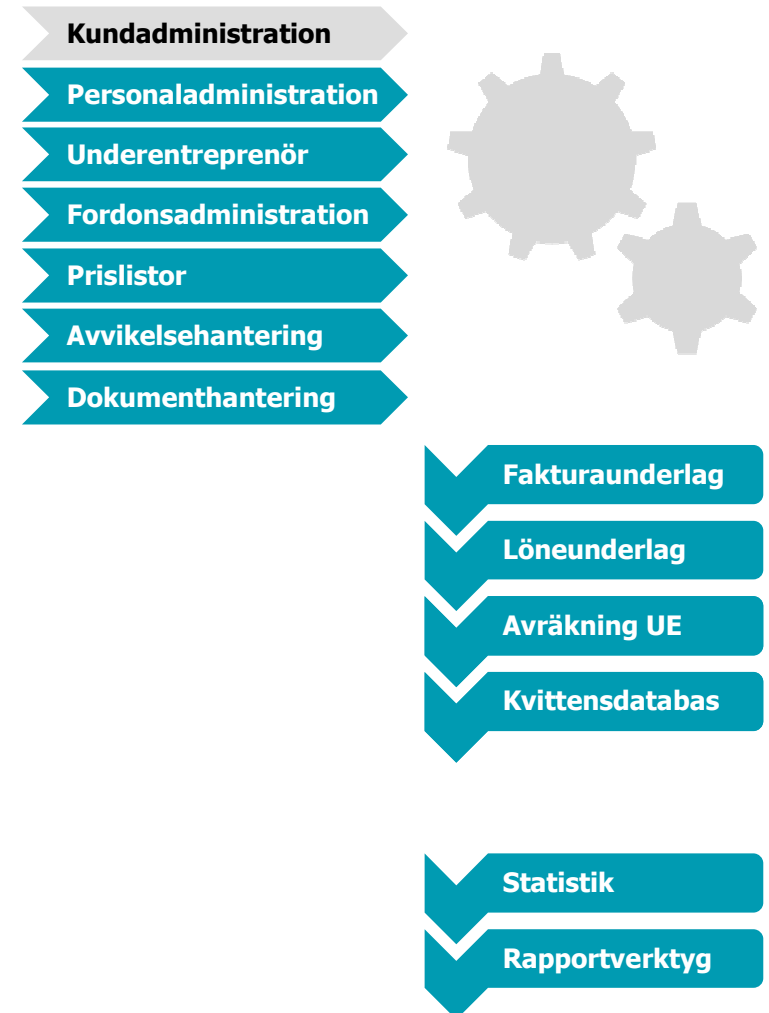 Kundadministration
Personaladministration
Underentreprenör
Fordonsadministration
Prislistor
Avvikelsehantering
Dokumenthantering
Fakturaunderlag
Löneunderlag
Avräkning UE
Kvittensdatabas
Statistik
Rapportverktyg